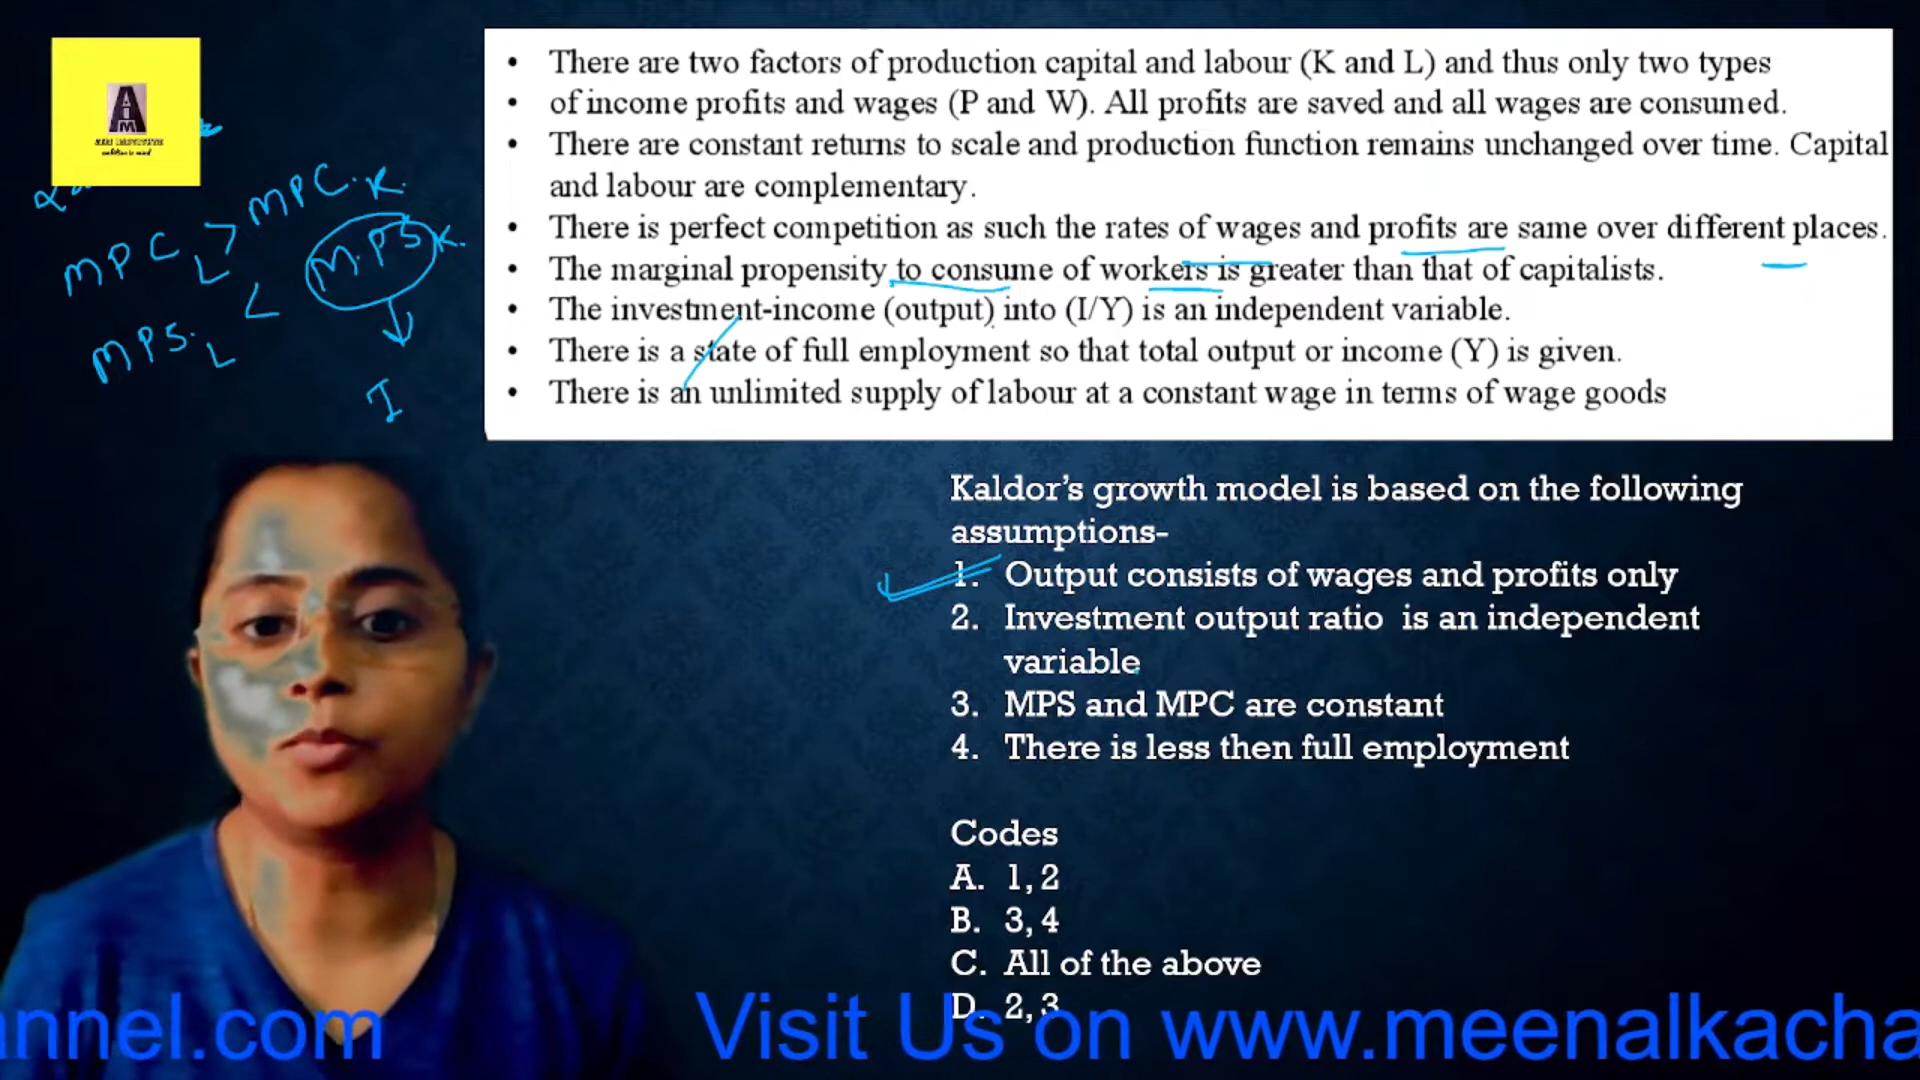 • There are two factors of production capital and labour (K and L) and thus only two types
• of income profits and wages (P and W). All profits are saved and all wages are consumed.
• There are constant returns to scale and production function remains unchanged over time. Capital
and labour are complementary.
• There is perfect competition as such the rates of wages and profits are same over different places.
• The marginal propensity to consume of workers is greater than that of capitalists.
• The investment-income (output) into (I/Y) is an independent variable.
• There is a state of full employment so that total output or income (Y) is given.
• There is an unlimited supply of labour at a constant wage in terms of wage goods
AIM
MPC L > MPC. K.
MPS. L < M.PS K.
I
Kaldor's growth model is based on the following
assumptions-
1. Output consists of wages and profits only
2. Investment output ratio is an independent
variable
3. MPS and MPC are constant
4. There is less then full employment
Codes
A. 1, 2
B. 3, 4
C. All of the above
D. 2, 3
annel.com Visit Us on www.meenalkacha